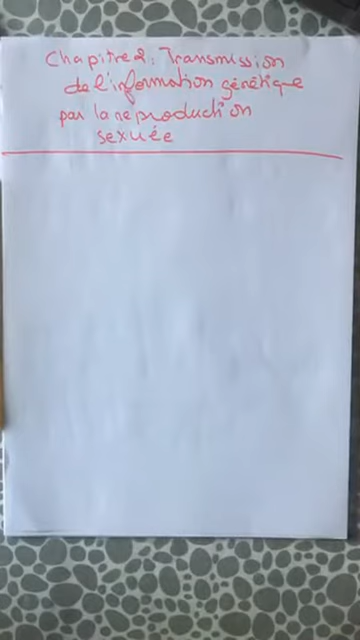 Chapitre 2: Transmission
de l'information génétique
par la reproduction
sexuée